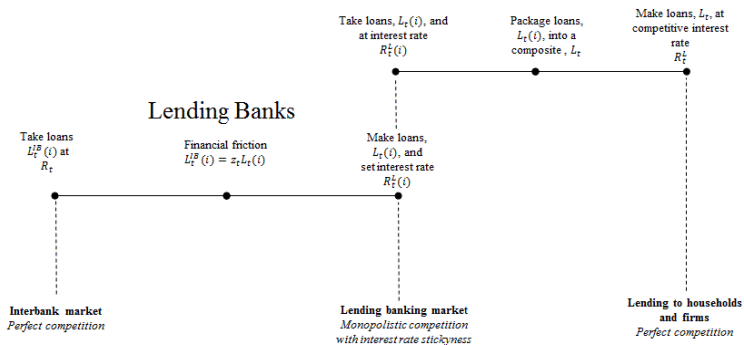 Take loans, L_t(i), and
at interest rate
R_t^L(i)
Package loans,
L_t(i), into a
composite , L_t
Make loans, L_t, at
competitive interest
rate
R_t^L
Lending Banks
Take loans
L_t^{IB}(i) at
R_t
Financial friction
L_t^{IB}(i) = z_t L_t(i)
Make loans,
L_t(i), and
set interest rate
R_t^L(i)
Interbank market
Perfect competition
Lending banking market
Monopolistic competition
with interest rate stickyness
Lending to households
and firms
Perfect competition